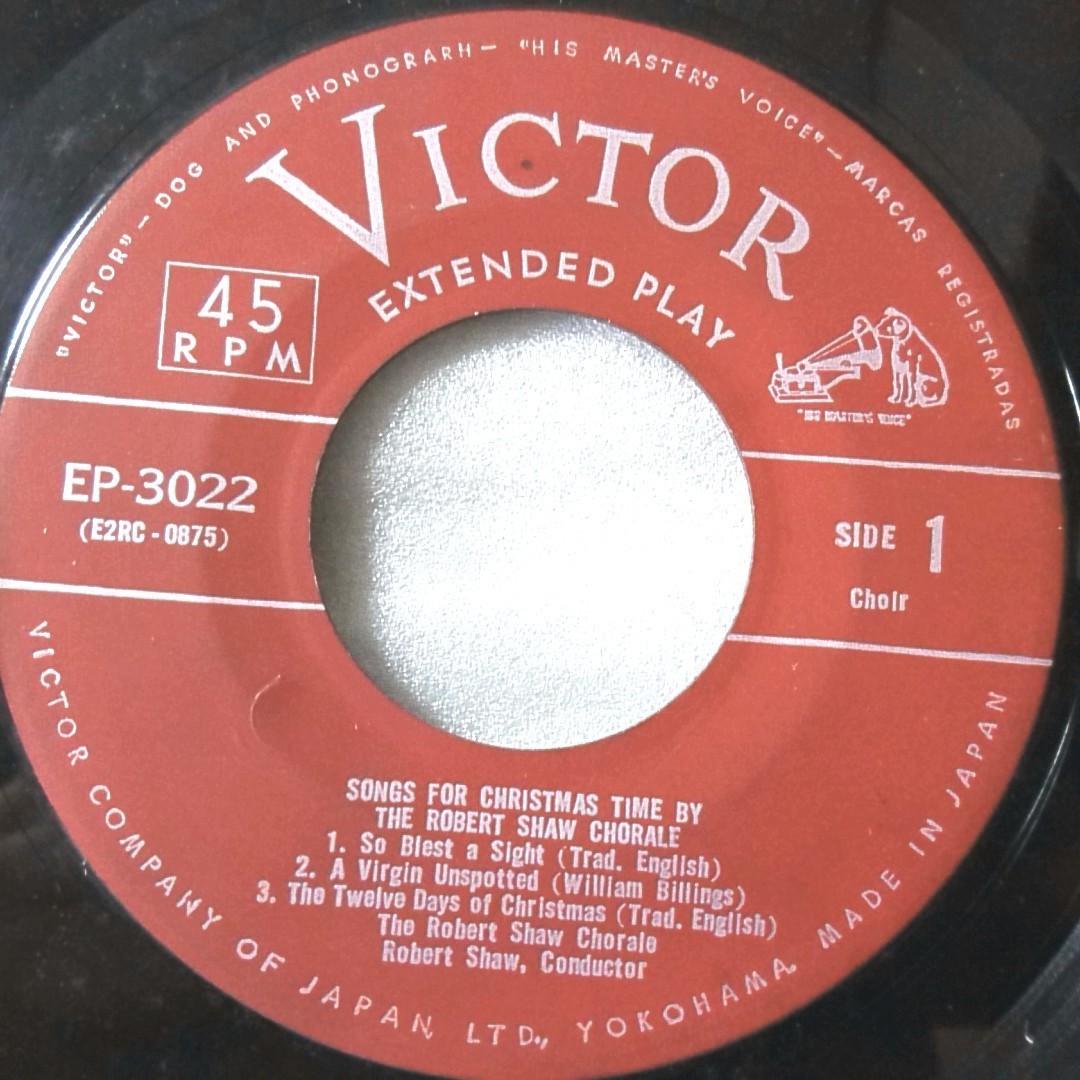 "VICTOR" — DOG AND PHONOGRARH — "HIS MASTER'S VOICE" — MARCAS REGISTRADAS
VICTOR
EXTENDED PLAY
45
RPM
"HIS MASTER'S VOICE"
EP-3022
(E2RC-0875)
SIDE 1
Choir
SONGS FOR CHRISTMAS TIME BY
THE ROBERT SHAW CHORALE
1. So Blest a Sight (Trad. English)
2. A Virgin Unspotted (William Billings)
3. The Twelve Days of Christmas (Trad. English)
The Robert Shaw Chorale
Robert Shaw, Conductor
VICTOR COMPANY OF JAPAN, LTD., YOKOHAMA, MADE IN JAPAN